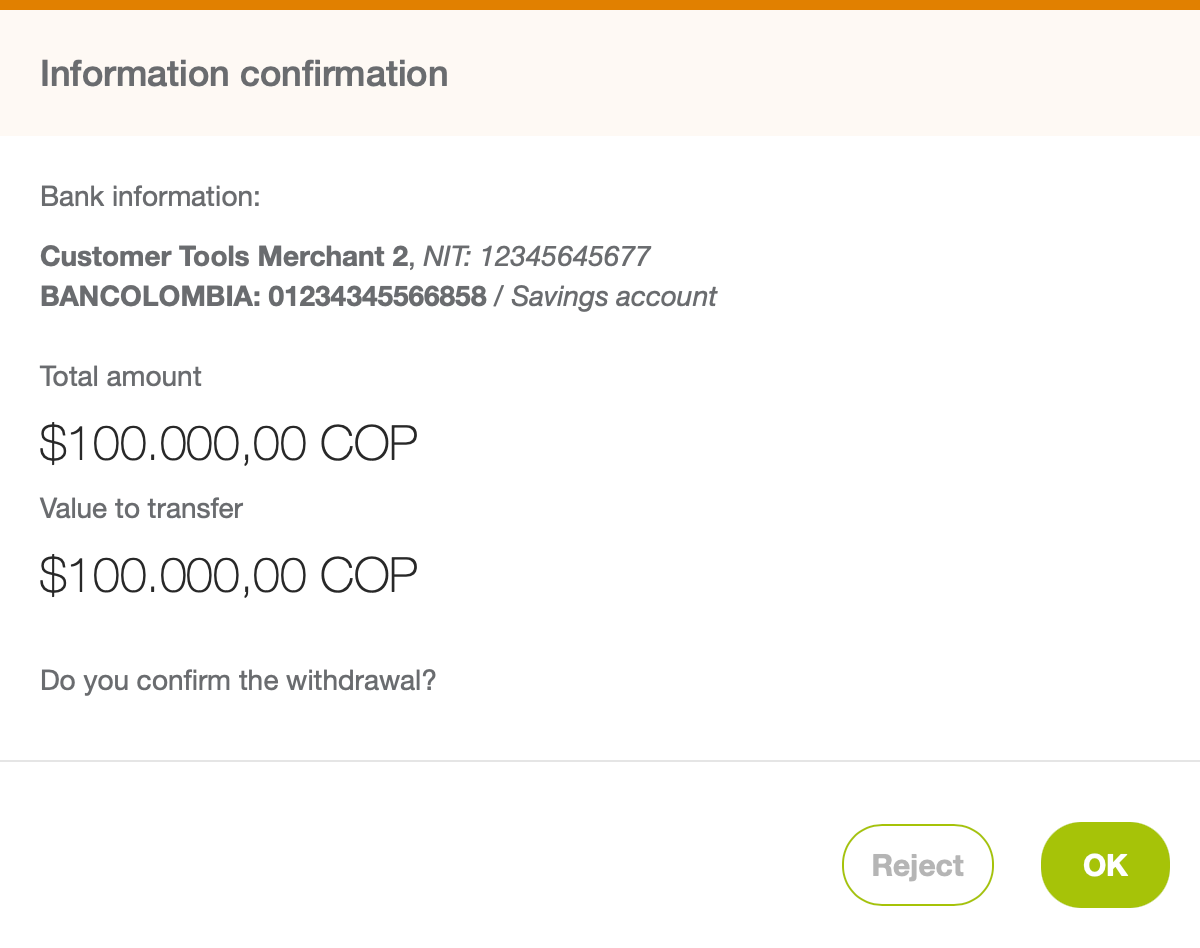 Information confirmation
Bank information:
Customer Tools Merchant 2, NIT: 12345645677
BANCOLOMBIA: 01234345566858 / Savings account
Total amount
$100.000,00 COP
Value to transfer
$100.000,00 COP
Do you confirm the withdrawal?
Reject
OK